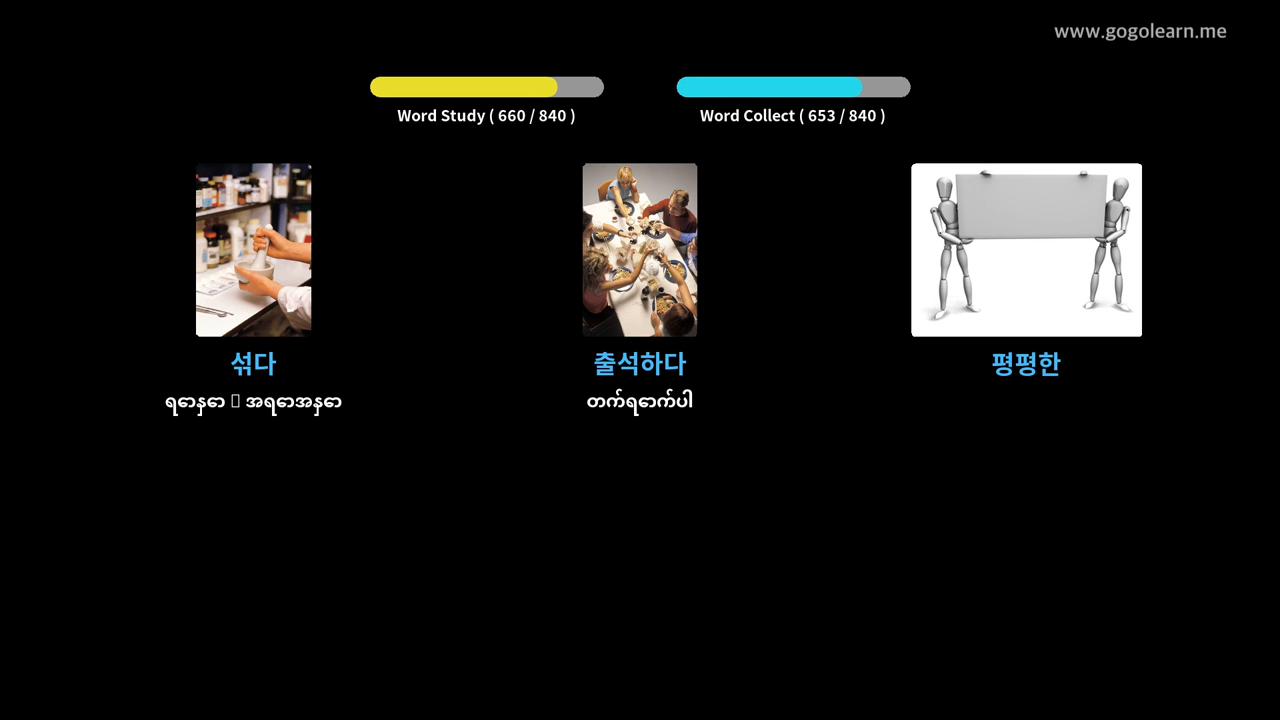 www.gogolearn.me
Word Study ( 660 / 840 )
Word Collect ( 653 / 840 )
섞다
출석하다
평평한
ရောနှော ၊ အရောအနှော
တက်ရောက်ပါ